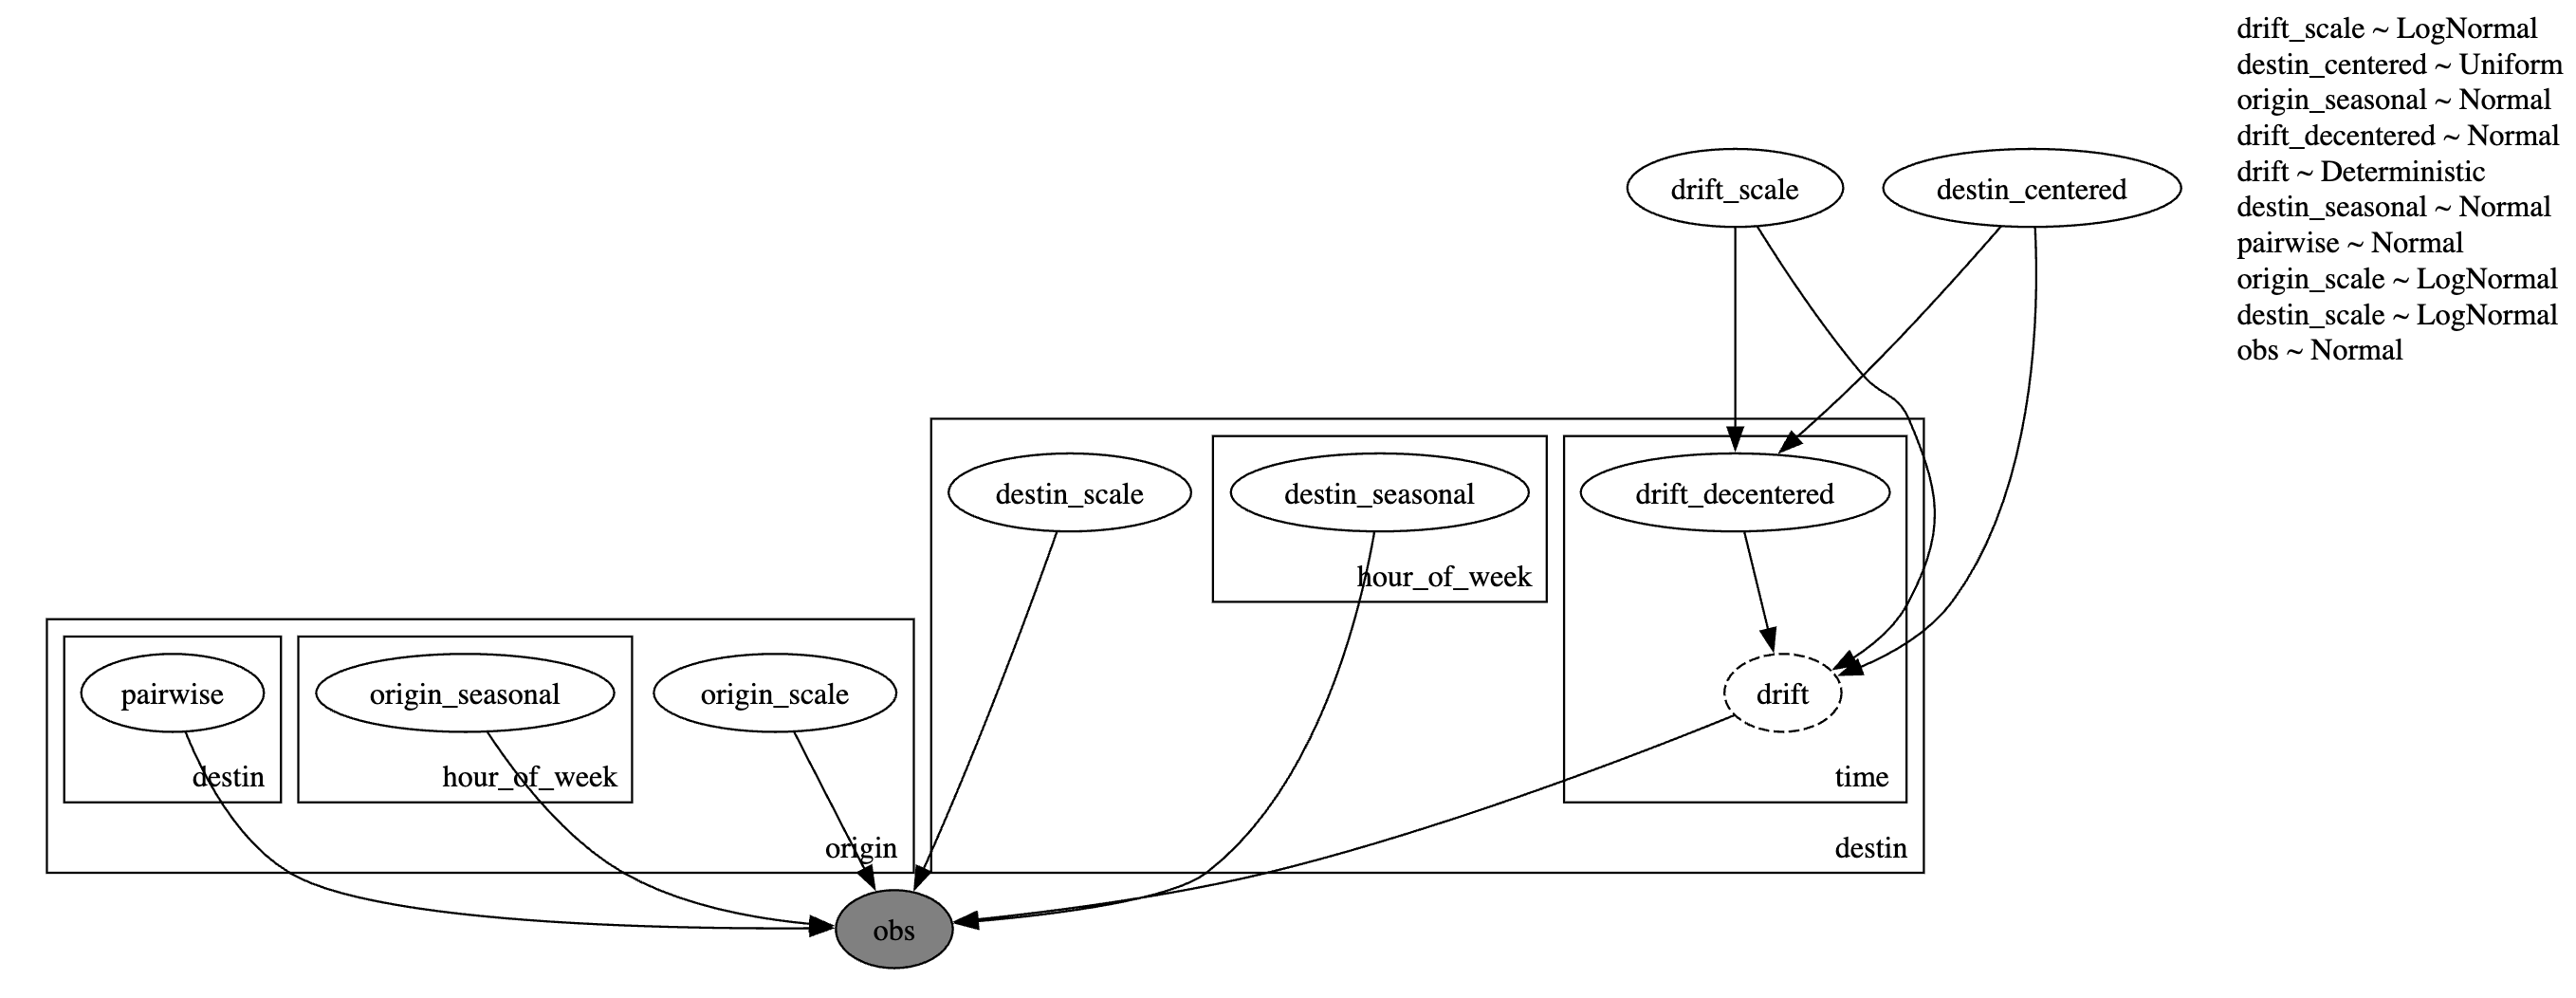 drift_scale ~ LogNormal
destin_centered ~ Uniform
origin_seasonal ~ Normal
drift_decentered ~ Normal
drift ~ Deterministic
destin_seasonal ~ Normal
pairwise ~ Normal
origin_scale ~ LogNormal
destin_scale ~ LogNormal
obs ~ Normal
drift_scale
destin_centered
destin_scale
destin_seasonal
drift_decentered
hour_of_week
pairwise
origin_seasonal
origin_scale
drift
destin
hour_of_week
time
origin
destin
obs